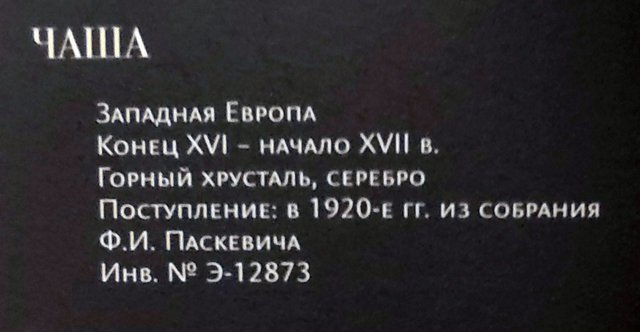 ЧАША
Западная Европа
Конец XVI – начало XVII в.
Горный хрусталь, серебро
Поступление: в 1920-е гг. из собрания
Ф.И. Паскевича
Инв. № Э-12873